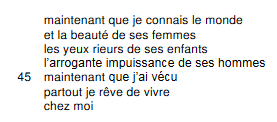 maintenant que je connais le monde
et la beauté de ses femmes
les yeux rieurs de ses enfants
l'arrogante impuissance de ses hommes
45 maintenant que j'ai vécu
partout je rêve de vivre
chez moi